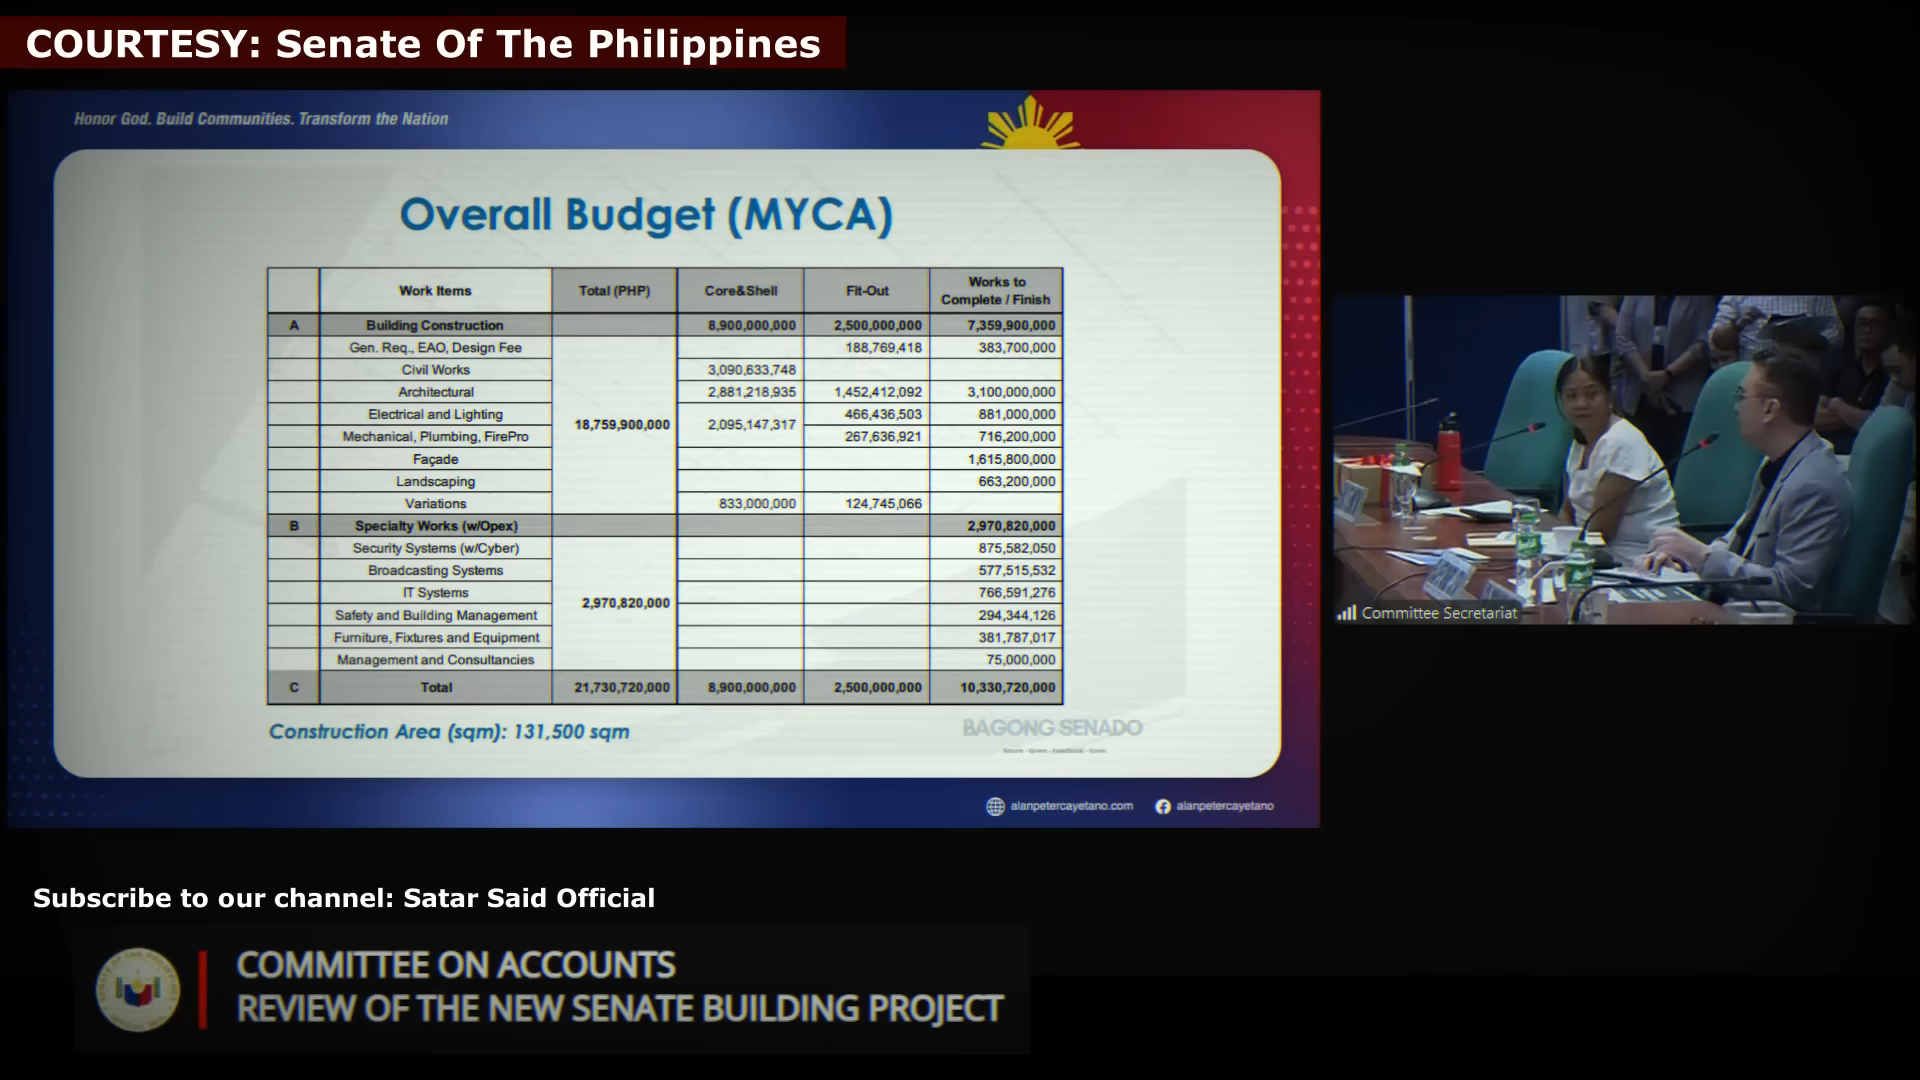 COURTESY: Senate Of The Philippines
Honor God. Build Communities. Transform the Nation
Overall Budget (MYCA)
Work Items Total (PHP) Core&Shell Fit-Out Works to Complete / Finish
A Building Construction 8,900,000,000 2,500,000,000 7,359,900,000
Gen. Req., EAO, Design Fee 188,769,418 383,700,000
Civil Works 3,090,633,748
Architectural 2,881,218,935 1,452,412,092 3,100,000,000
Electrical and Lighting 466,436,503 881,000,000
18,759,900,000 2,095,147,317
Mechanical, Plumbing, FirePro 267,636,921 716,200,000
Façade 1,615,800,000
Landscaping 663,200,000
Variations 833,000,000 124,745,066
B Specialty Works (w/Opex) 2,970,820,000
Security Systems (w/Cyber) 875,582,050
Broadcasting Systems 577,515,532
IT Systems 766,591,276
2,970,820,000
Safety and Building Management 294,344,126
Furniture, Fixtures and Equipment 381,787,017
Management and Consultancies 75,000,000
C Total 21,730,720,000 8,900,000,000 2,500,000,000 10,330,720,000
Construction Area (sqm): 131,500 sqm
BAGONG SENADO
alanpetercayetano.com alanpetercayetano
Committee Secretariat
Subscribe to our channel: Satar Said Official
COMMITTEE ON ACCOUNTS
REVIEW OF THE NEW SENATE BUILDING PROJECT